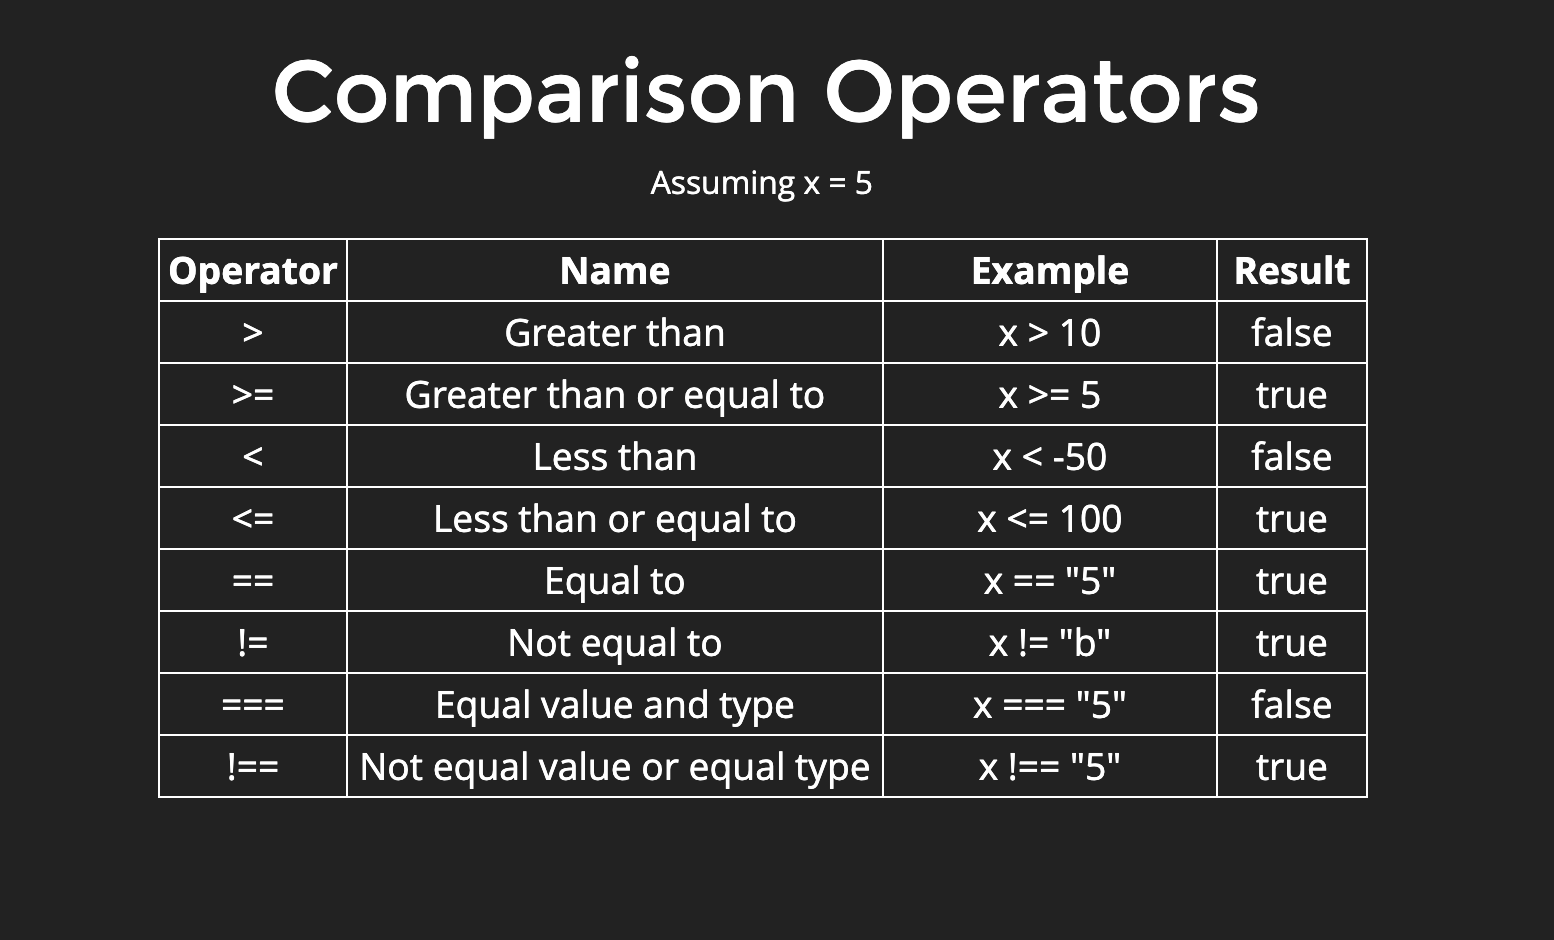 Comparison Operators
Assuming x = 5
Operator Name Example Result
> Greater than x > 10 false
>= Greater than or equal to x >= 5 true
< Less than x < -50 false
<= Less than or equal to x <= 100 true
== Equal to x == "5" true
!= Not equal to x != "b" true
=== Equal value and type x === "5" false
!== Not equal value or equal type x !== "5" true